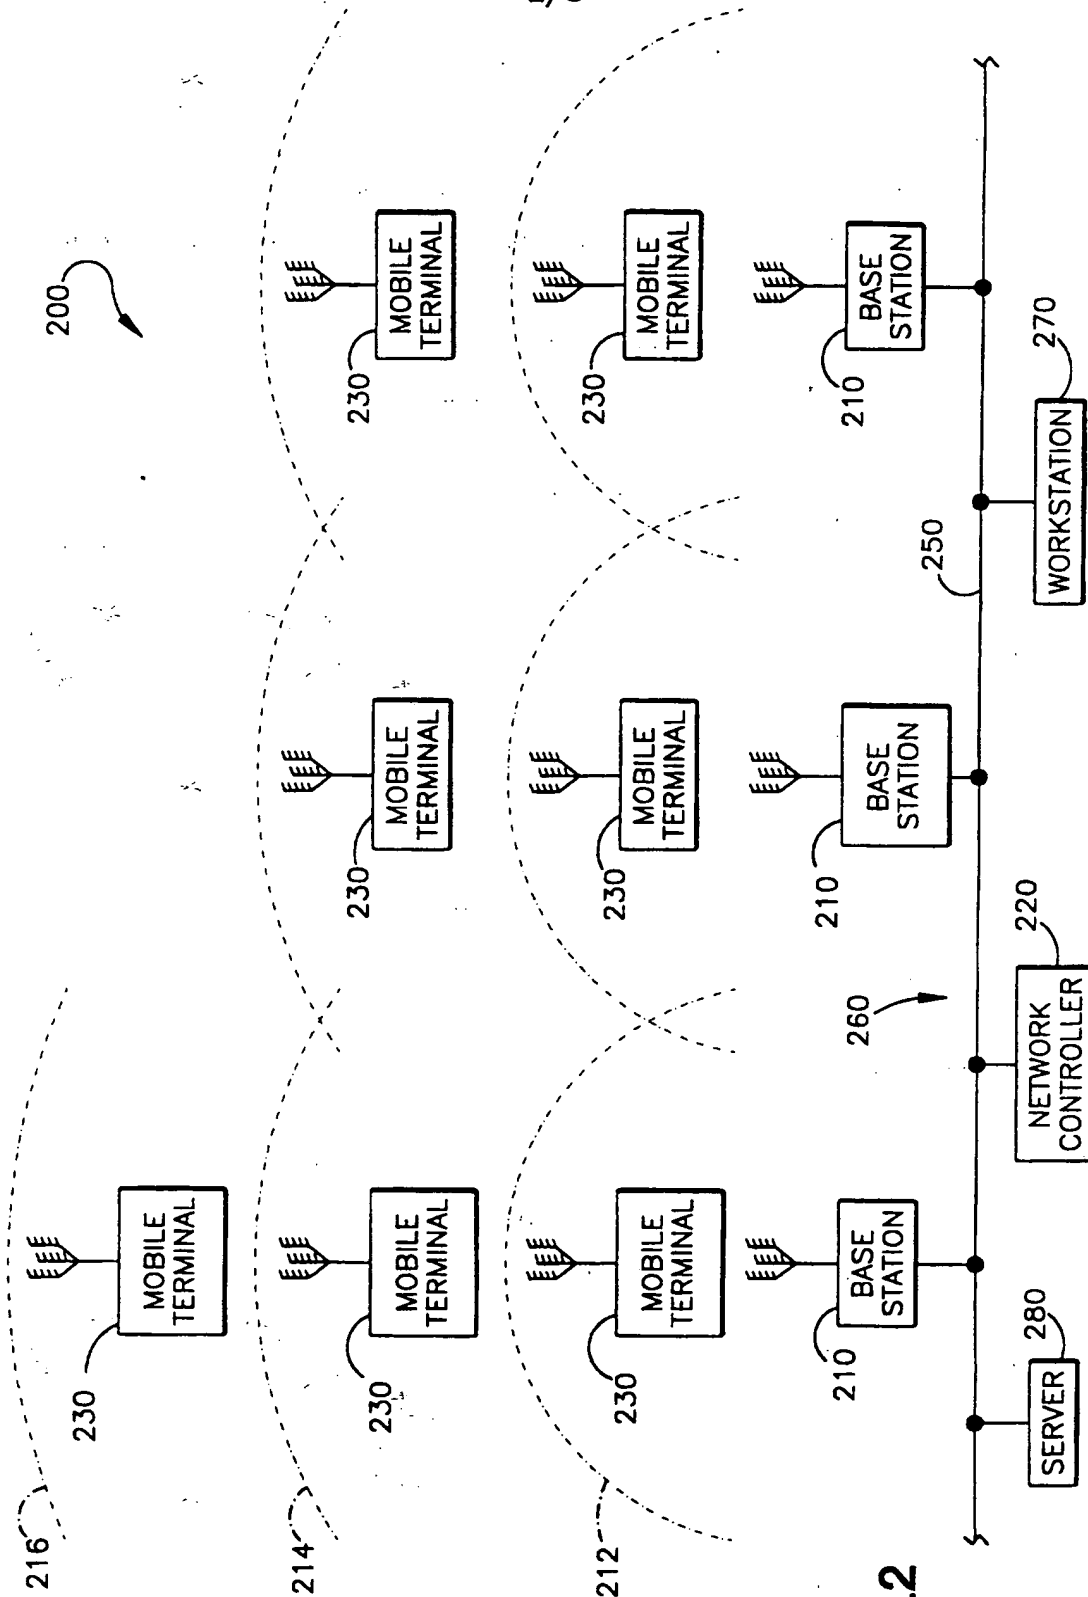 200
216
230
MOBILE
TERMINAL
214
230
MOBILE
TERMINAL
230
MOBILE
TERMINAL
230
MOBILE
TERMINAL
212
230
MOBILE
TERMINAL
230
MOBILE
TERMINAL
230
MOBILE
TERMINAL
210
BASE
STATION
210
BASE
STATION
210
BASE
STATION
260
250
280
SERVER
220
NETWORK
CONTROLLER
270
WORKSTATION
.2